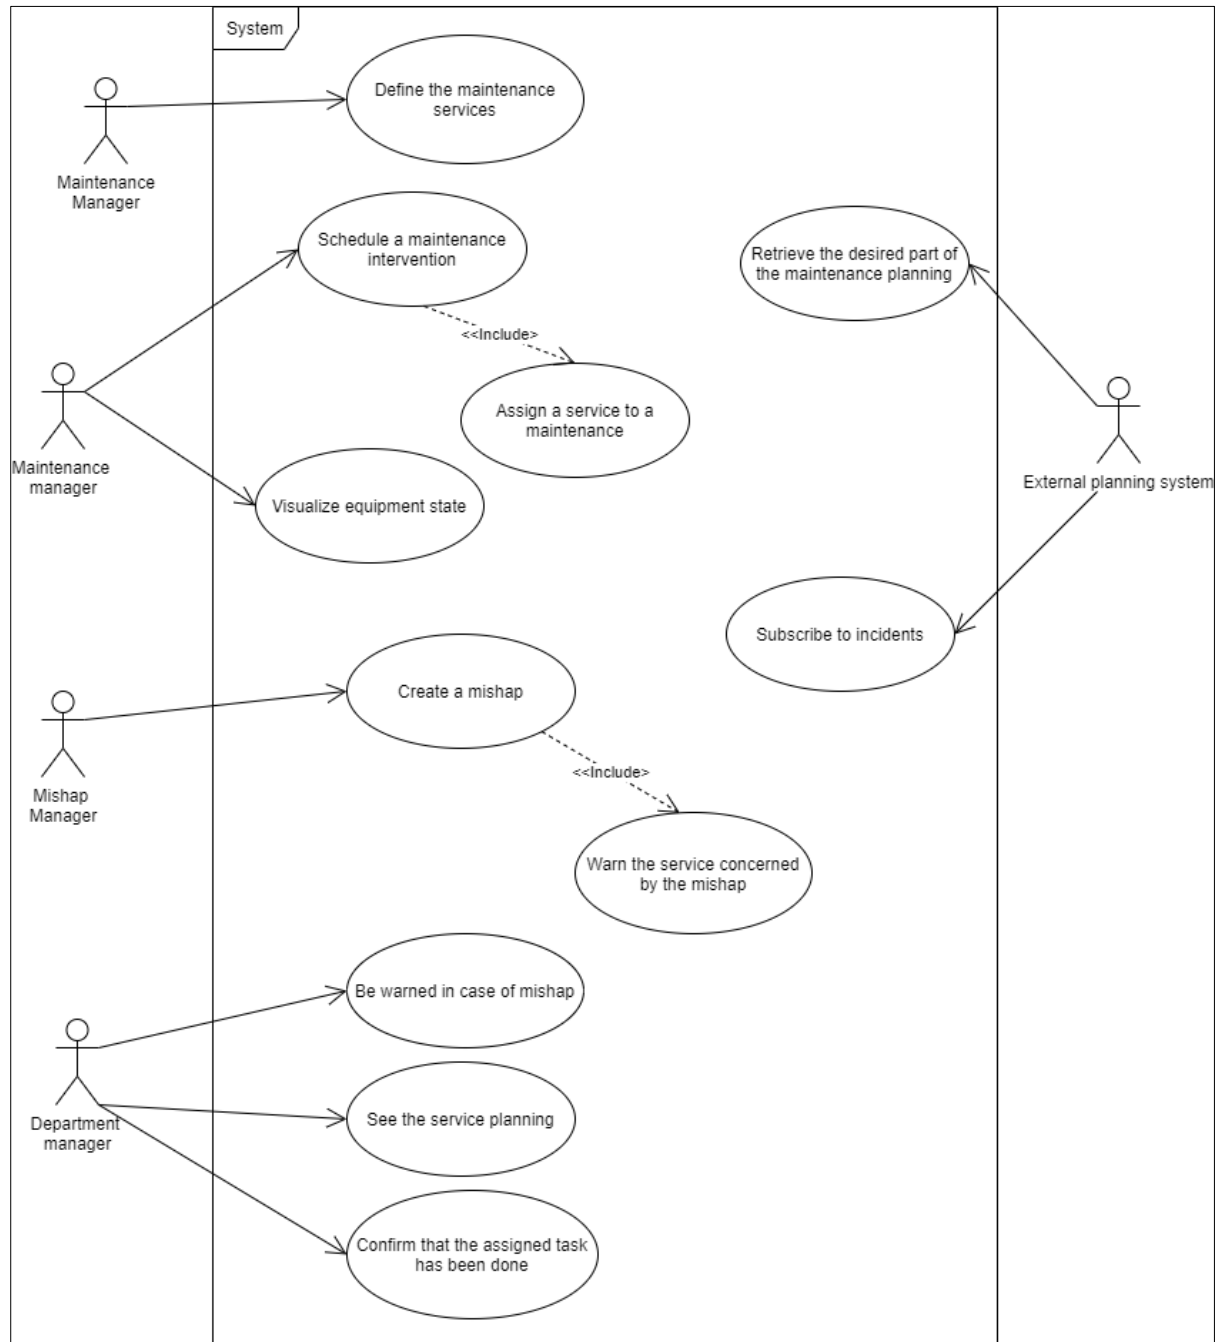 System
Define the maintenance
services
Maintenance
Manager
Schedule a maintenance
intervention
Retrieve the desired part of
the maintenance planning
<<Include>
Assign a service to a
maintenance
Maintenance
manager
External planning system
Visualize equipment state
Subscribe to incidents
Create a mishap
<<Include>
Mishap
Manager
Warn the service concerned
by the mishap
Be warned in case of mishap
Department
manager
See the service planning
Confirm that the assigned task
has been done